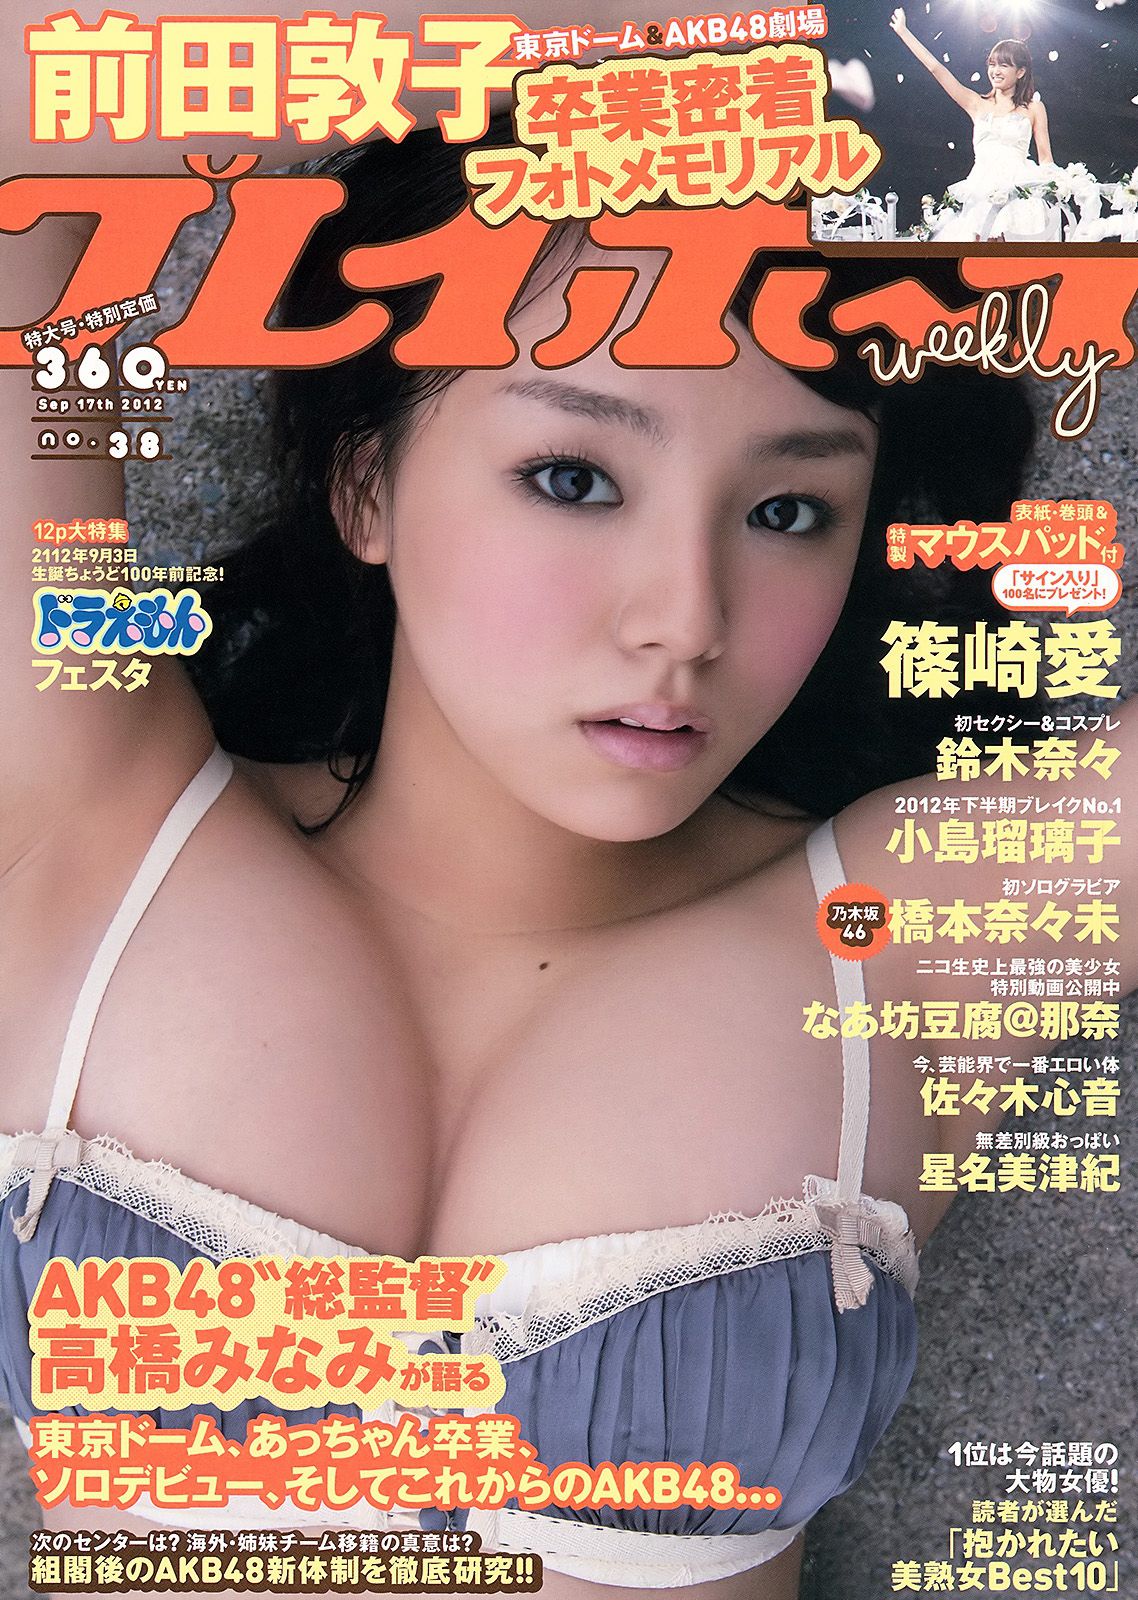 前田敦子
東京ドーム&AKB48劇場
卒業密着
フォトメモリアル
プレイボーイ
weekly
特大号・特別定価
360YEN
Sep 17th 2012
no.38
12p大特集
2112年9月3日
生誕ちょうど100年前記念!
ドラえもん
フェスタ
表紙・巻頭&
特製マウスパッド付
「サイン入り」
100名にプレゼント!
篠崎愛
初セクシー&コスプレ
鈴木奈々
2012年下半期ブレイクNo.1
小島瑠璃子
初ソログラビア
乃木坂
46
橋本奈々未
ニコ生史上最強の美少女
特別動画公開中
なあ坊豆腐@那奈
今、芸能界で一番エロい体
佐々木心音
無差別級おっぱい
星名美津紀
AKB48〝総監督〟
高橋みなみが語る
東京ドーム、あっちゃん卒業、
ソロデビュー、そしてこれからのAKB48…
次のセンターは? 海外・姉妹チーム移籍の真意は?
組閣後のAKB48新体制を徹底研究!!
1位は今話題の
大物女優!
読者が選んだ
「抱かれたい
美熟女Best10」